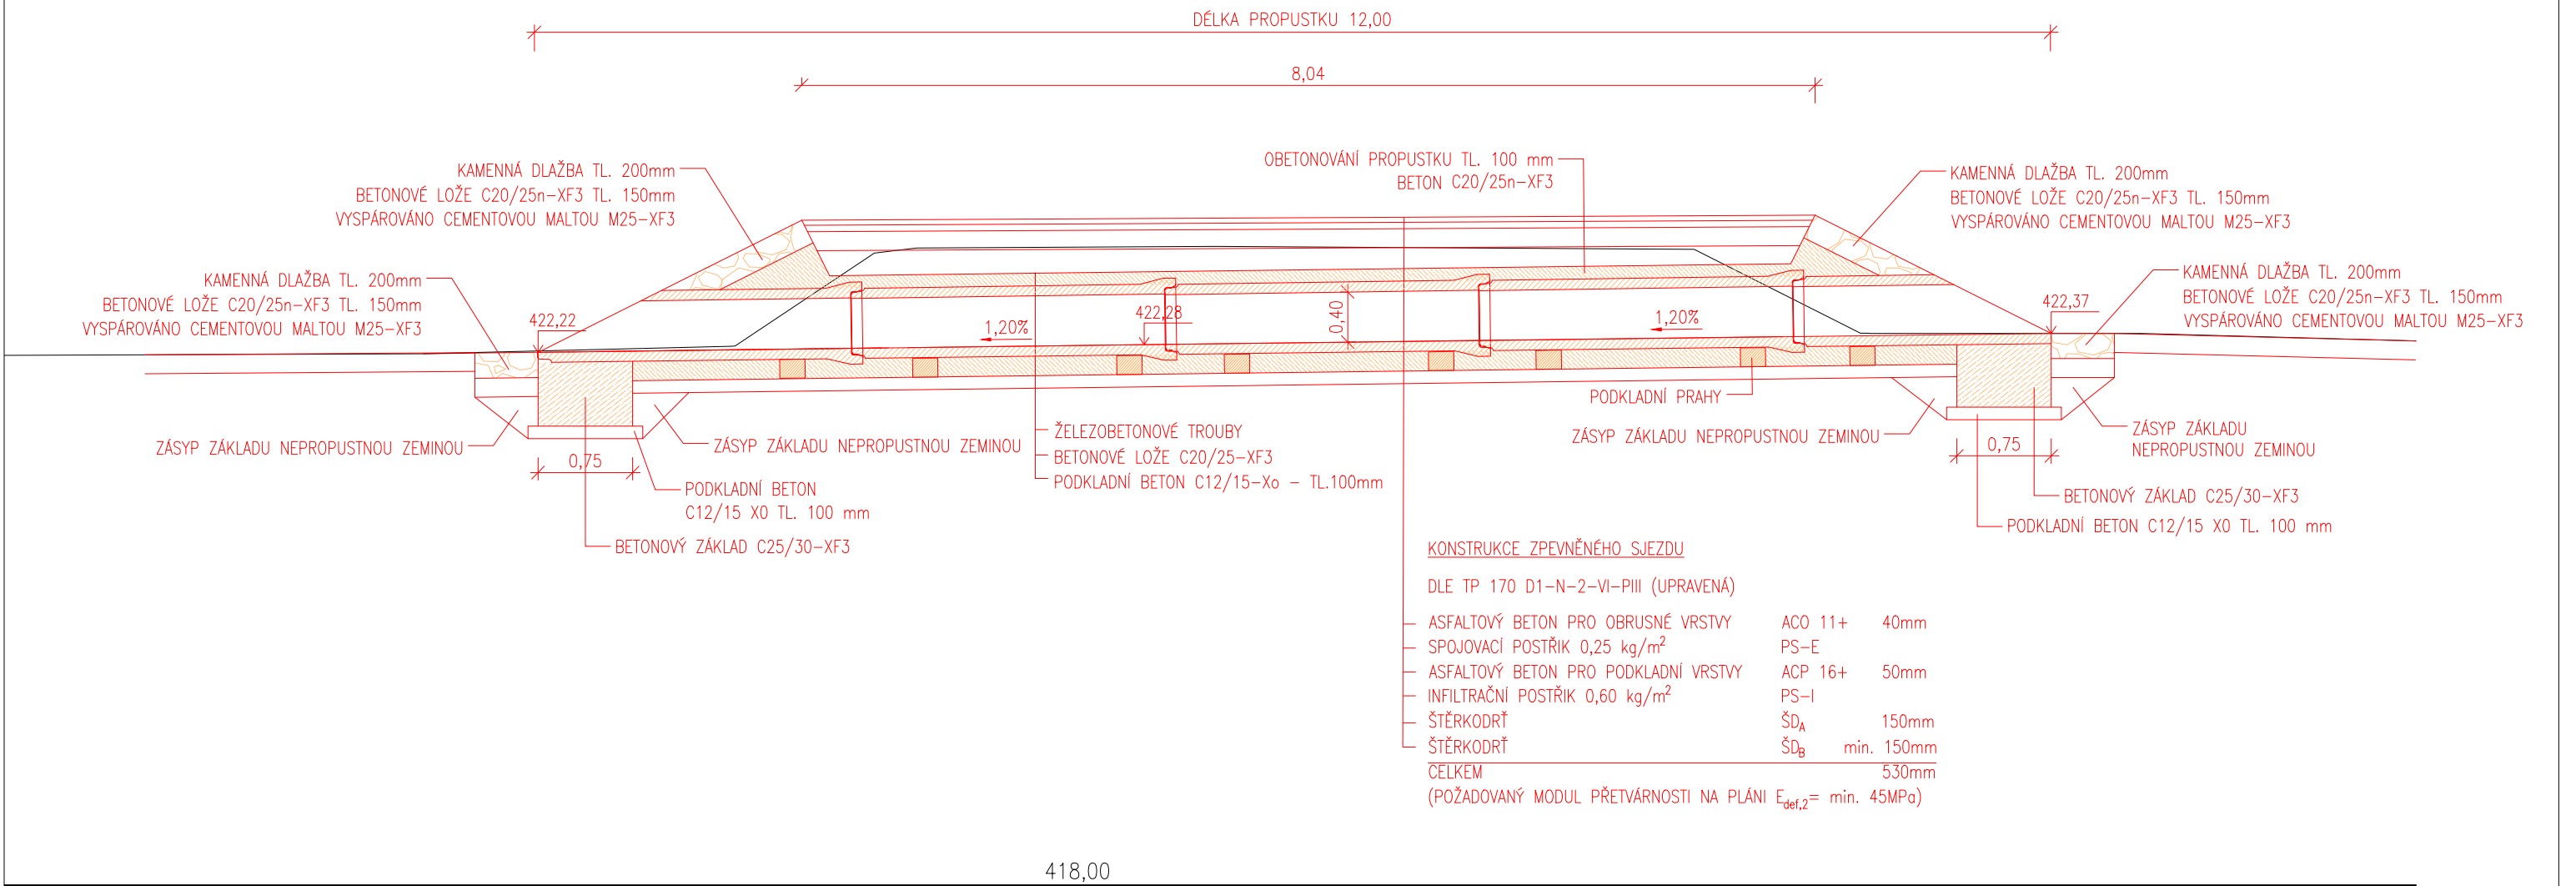 DÉLKA PROPUSTKU 12,00
8,04
KAMENNÁ DLAŽBA TL. 200mm
BETONOVÉ LOŽE C20/25n-XF3 TL. 150mm
VYSPÁROVÁNO CEMENTOVOU MALTOU M25-XF3
OBETONOVÁNÍ PROPUSTKU TL. 100 mm
BETON C20/25n-XF3
KAMENNÁ DLAŽBA TL. 200mm
BETONOVÉ LOŽE C20/25n-XF3 TL. 150mm
VYSPÁROVÁNO CEMENTOVOU MALTOU M25-XF3
KAMENNÁ DLAŽBA TL. 200mm
BETONOVÉ LOŽE C20/25n-XF3 TL. 150mm
VYSPÁROVÁNO CEMENTOVOU MALTOU M25-XF3
KAMENNÁ DLAŽBA TL. 200mm
BETONOVÉ LOŽE C20/25n-XF3 TL. 150mm
VYSPÁROVÁNO CEMENTOVOU MALTOU M25-XF3
422,22
1,20%
422,28
0,40
1,20%
422,37
PODKLADNÍ PRAHY
ZÁSYP ZÁKLADU NEPROPUSTNOU ZEMINOU
ZÁSYP ZÁKLADU NEPROPUSTNOU ZEMINOU
ŽELEZOBETONOVÉ TROUBY
BETONOVÉ LOŽE C20/25-XF3
PODKLADNÍ BETON C12/15-Xo - TL.100mm
ZÁSYP ZÁKLADU NEPROPUSTNOU ZEMINOU
ZÁSYP ZÁKLADU
NEPROPUSTNOU ZEMINOU
0,75
0,75
PODKLADNÍ BETON
C12/15 X0 TL. 100 mm
BETONOVÝ ZÁKLAD C25/30-XF3
BETONOVÝ ZÁKLAD C25/30-XF3
PODKLADNÍ BETON C12/15 X0 TL. 100 mm
KONSTRUKCE ZPEVNĚNÉHO SJEZDU
DLE TP 170 D1-N-2-VI-PIII (UPRAVENÁ)
ASFALTOVÝ BETON PRO OBRUSNÉ VRSTVY ACO 11+ 40mm
SPOJOVACÍ POSTŘIK 0,25 kg/m² PS-E
ASFALTOVÝ BETON PRO PODKLADNÍ VRSTVY ACP 16+ 50mm
INFILTRAČNÍ POSTŘIK 0,60 kg/m² PS-I
ŠTĚRKODRŤ ŠDA 150mm
ŠTĚRKODRŤ ŠDB min. 150mm
CELKEM 530mm
(POŽADOVANÝ MODUL PŘETVÁRNOSTI NA PLÁNI Edef,2= min. 45MPa)
418,00